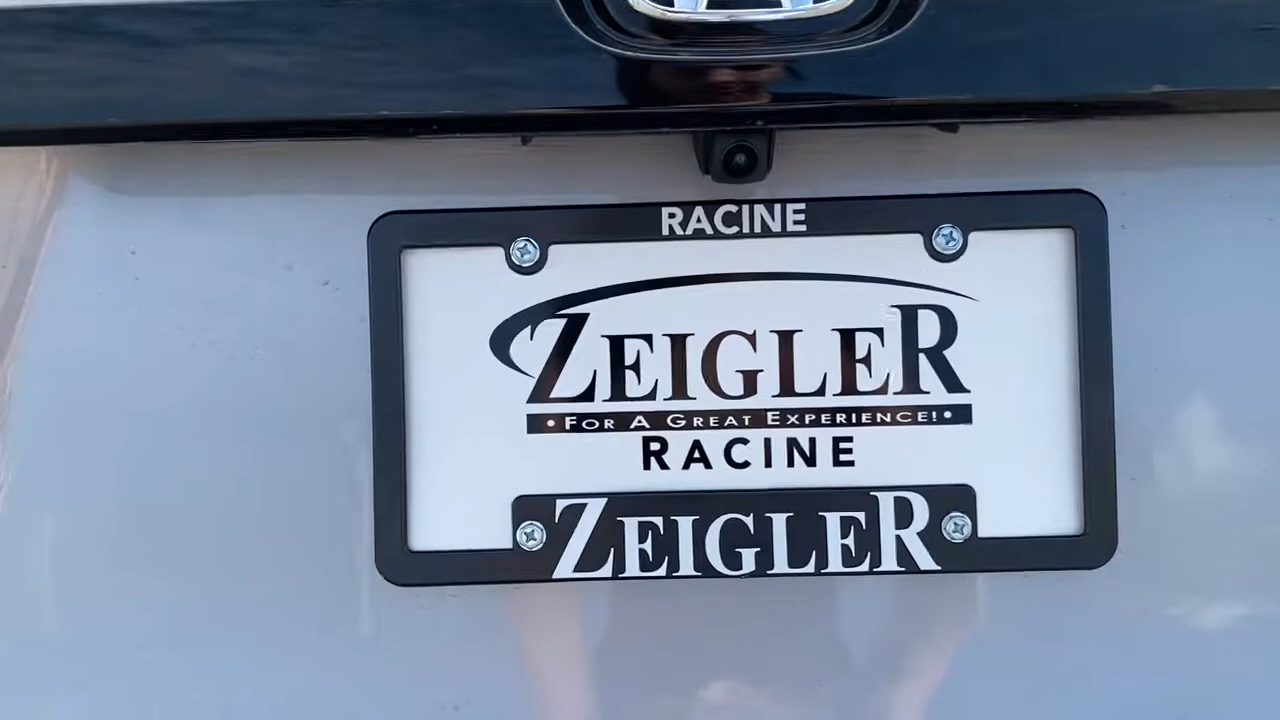 RACINE
ZEIGLER
•FOR A GREAT EXPERIENCE!•
RACINE
ZEIGLER